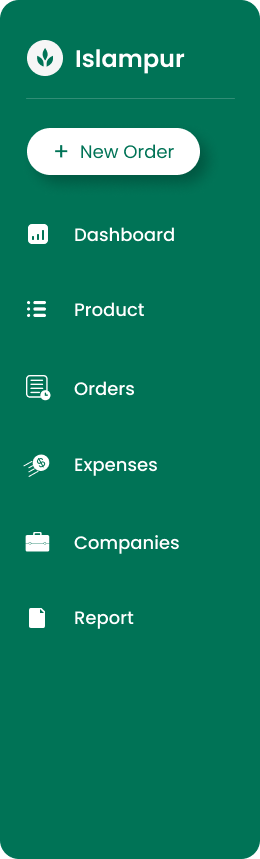 Islampur
+ New Order
Dashboard
Product
Orders
Expenses
Companies
Report